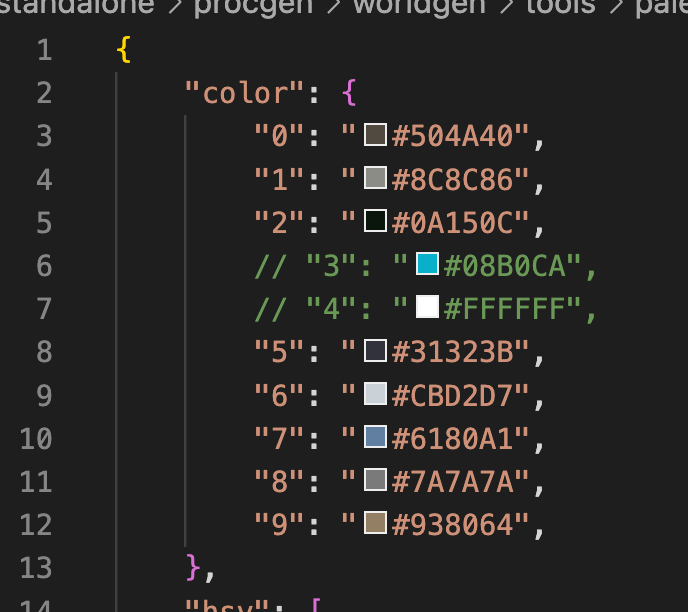 standalone > procgen > worldgen > tools > pale
1 {
2 "color": {
3 "0": "#504A40",
4 "1": "#8C8C86",
5 "2": "#0A150C",
6 // "3": "#08B0CA",
7 // "4": "#FFFFFF",
8 "5": "#31323B",
9 "6": "#CBD2D7",
10 "7": "#6180A1",
11 "8": "#7A7A7A",
12 "9": "#938064",
13 },
14 "hsv": [